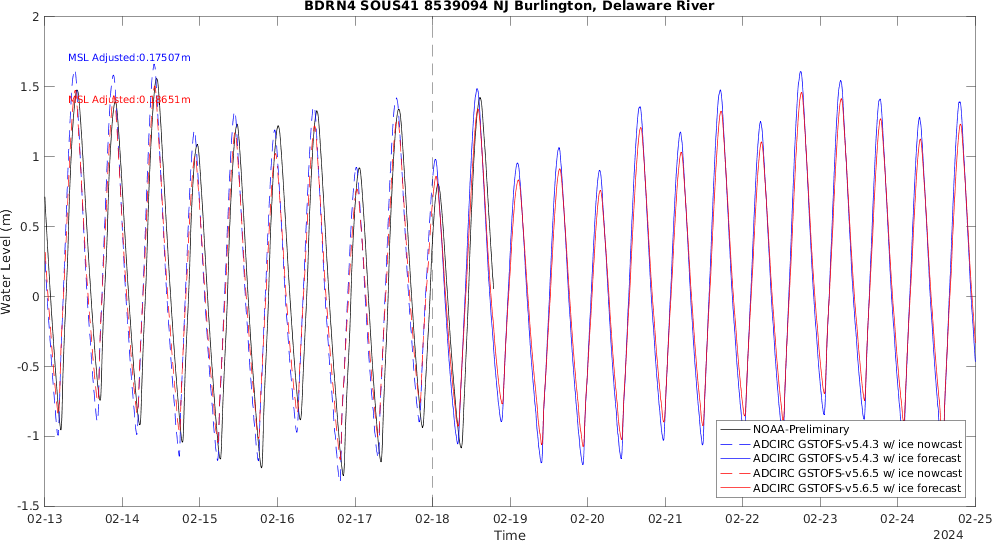 BDRN4 SOUS41 8539094 NJ Burlington, Delaware River
2
1.5
1
0.5
0
-0.5
-1
-1.5
Water Level (m)
MSL Adjusted:0.17507m
MSL Adjusted:0.18651m
NOAA-Preliminary
ADCIRC GSTOFS-v5.4.3 w/ ice nowcast
ADCIRC GSTOFS-v5.4.3 w/ ice forecast
ADCIRC GSTOFS-v5.6.5 w/ ice nowcast
ADCIRC GSTOFS-v5.6.5 w/ ice forecast
02-13 02-14 02-15 02-16 02-17 02-18 02-19 02-20 02-21 02-22 02-23 02-24 02-25
Time
2024